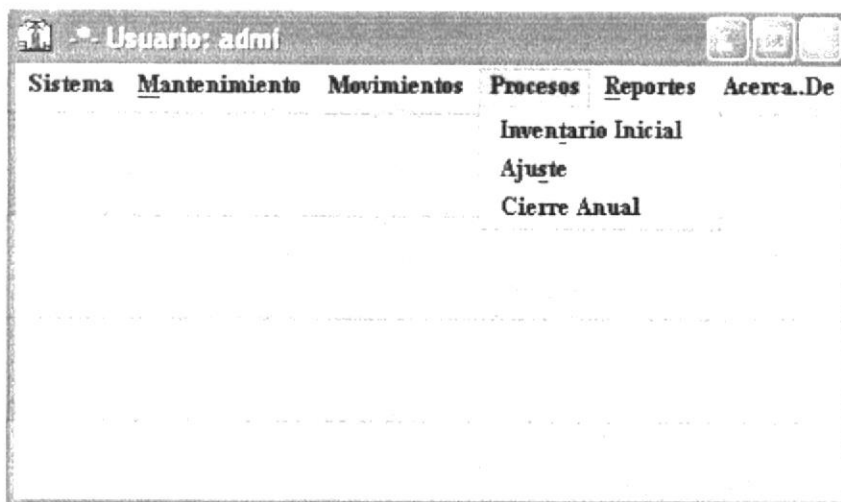 -*- Usuario: admi
Sistema Mantenimiento Movimientos Procesos Reportes Acerca..De
Inventario Inicial
Ajuste
Cierre Anual